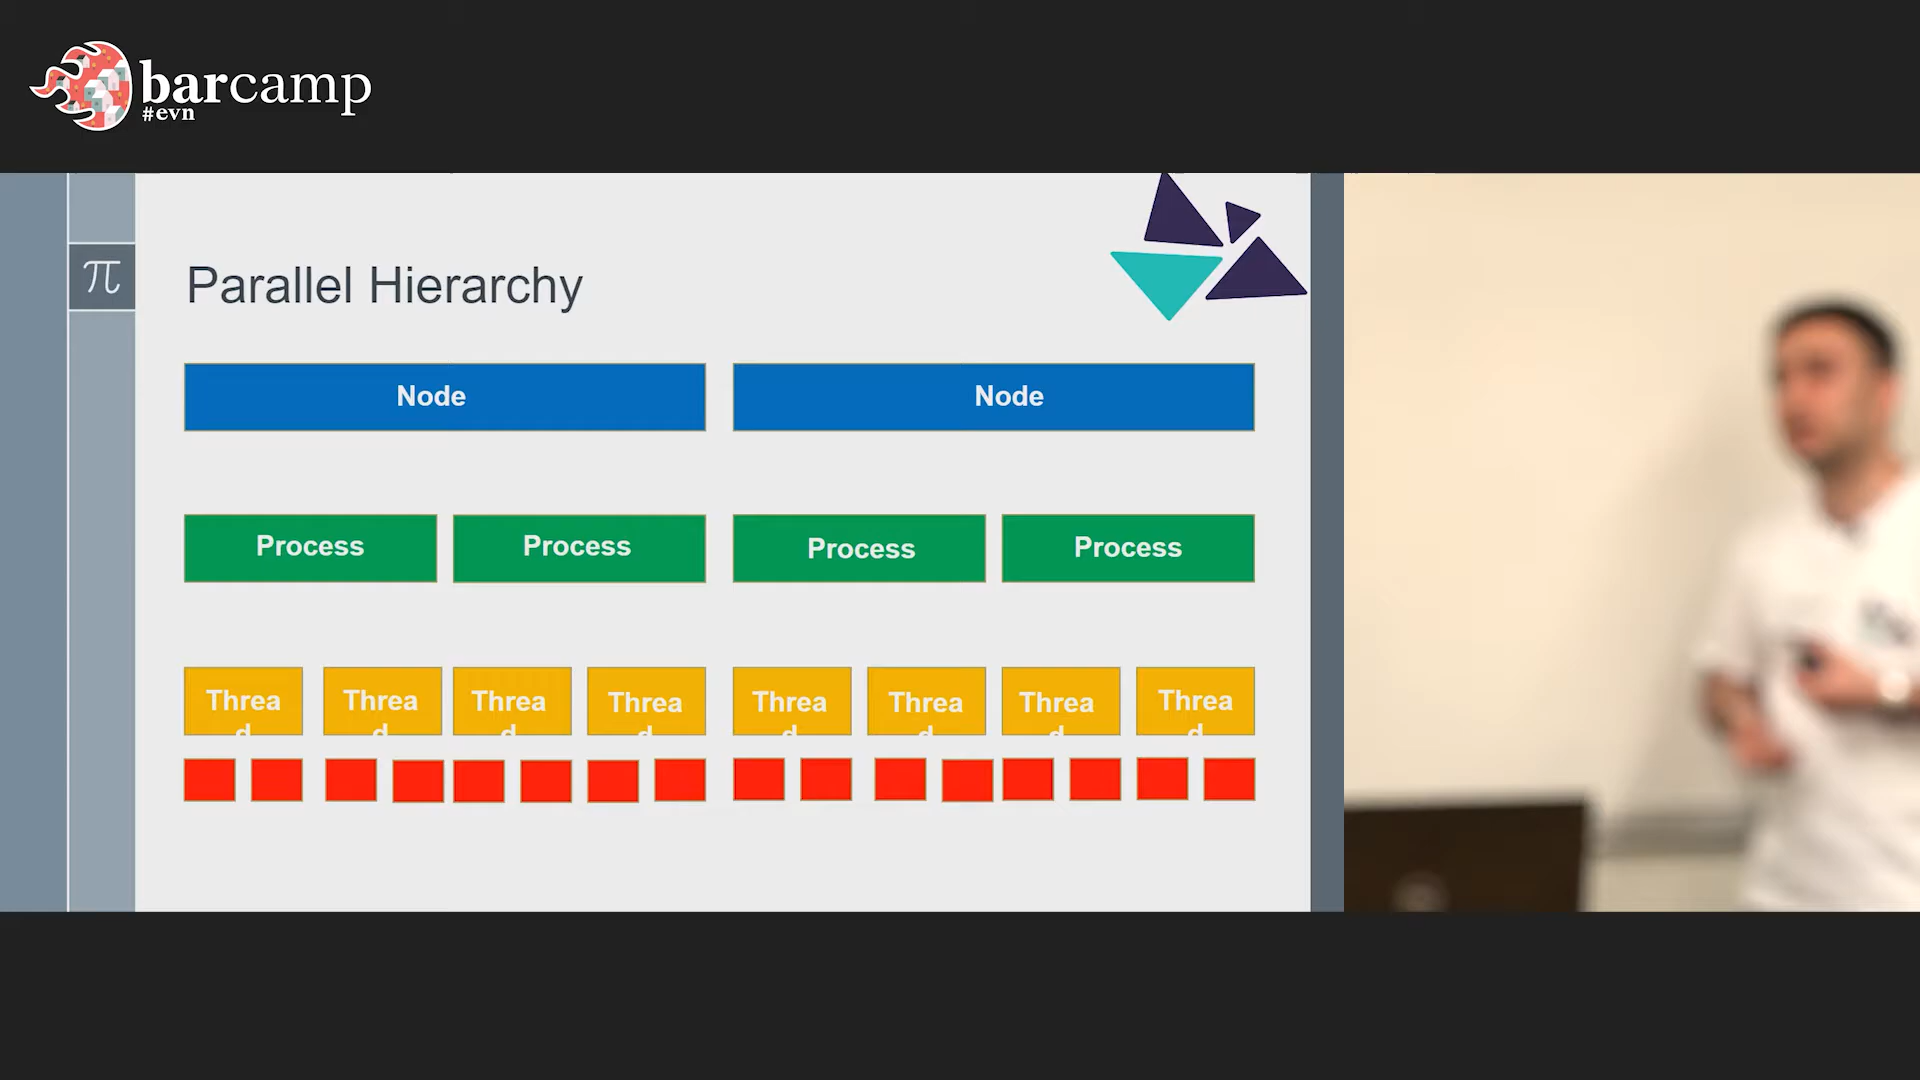 barcamp
#evn
π
Parallel Hierarchy
Node Node
Process Process Process Process
Threa Threa Threa Threa Threa Threa Threa Threa
d d d d d d d d